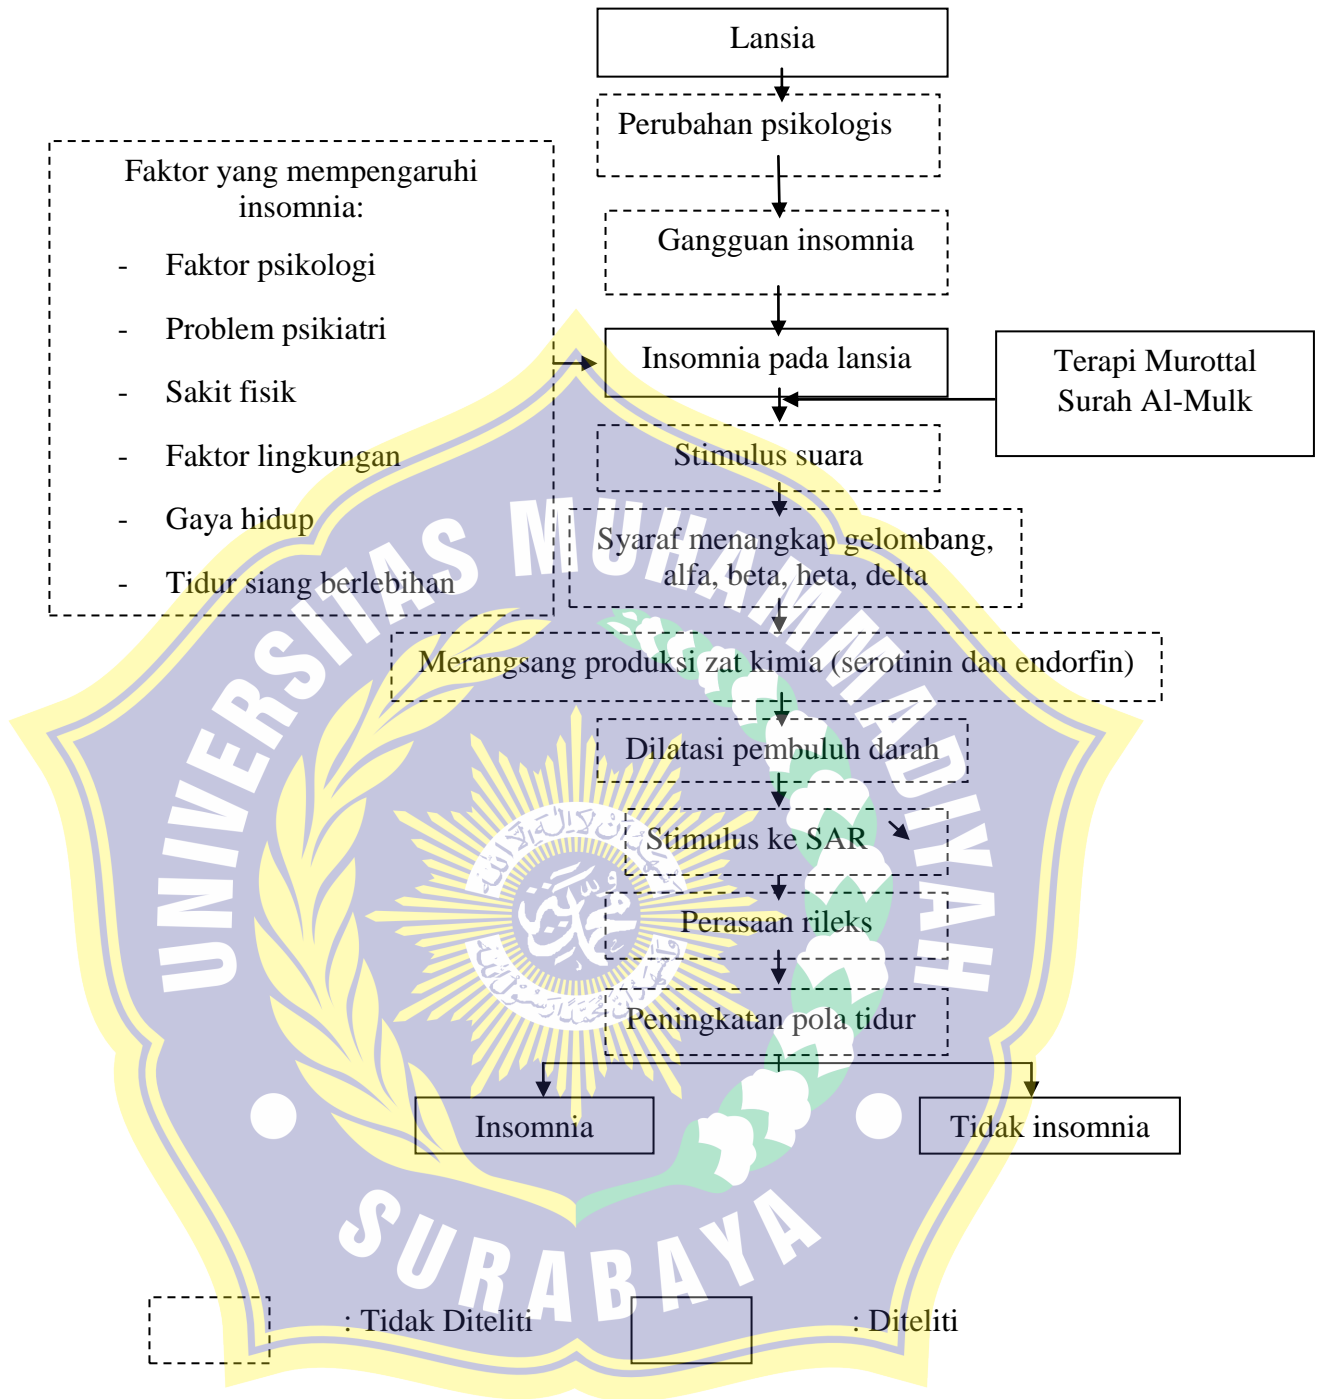 Lansia
Perubahan psikologis
Faktor yang mempengaruhi
insomnia:
- Faktor psikologi
- Problem psikiatri
- Sakit fisik
- Faktor lingkungan
- Gaya hidup
- Tidur siang berlebihan
Gangguan insomnia
Insomnia pada lansia
Terapi Murottal
Surah Al-Mulk
Stimulus suara
Syaraf menangkap gelombang,
alfa, beta, heta, delta
Merangsang produksi zat kimia (serotinin dan endorfin)
Dilatasi pembuluh darah
Stimulus ke SAR
Perasaan rileks
Peningkatan pola tidur
Insomnia
Tidak insomnia
: Tidak Diteliti
: Diteliti
UNIVERSITAS MUHAMMADIYAH
SURABAYA